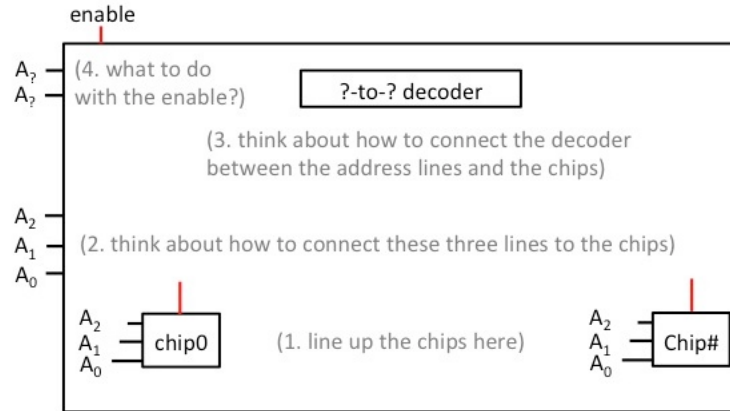 enable
A? (4. what to do
A? with the enable?)
?-to-? decoder
(3. think about how to connect the decoder
between the address lines and the chips)
A2
A1 (2. think about how to connect these three lines to the chips)
A0
A2 A2
A1 chip0 (1. line up the chips here) A1 Chip#
A0 A0